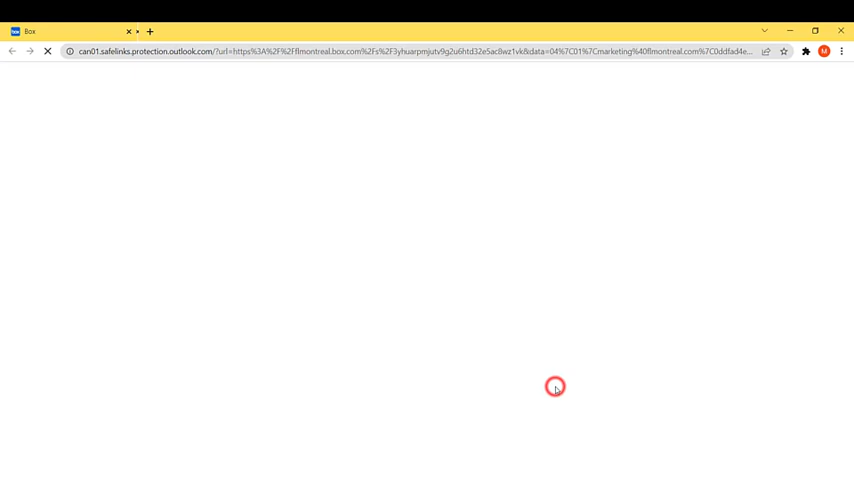 box Box
can01.safelinks.protection.outlook.com/?url=https%3A%2F%2Fflmontreal.box.com%2Fs%2F3yhuarpmjutv9g2u6htd32e5ac8wz1vk&data=04%7C01%7Cmarketing%40flmontreal.com%7C0ddfad4e... M